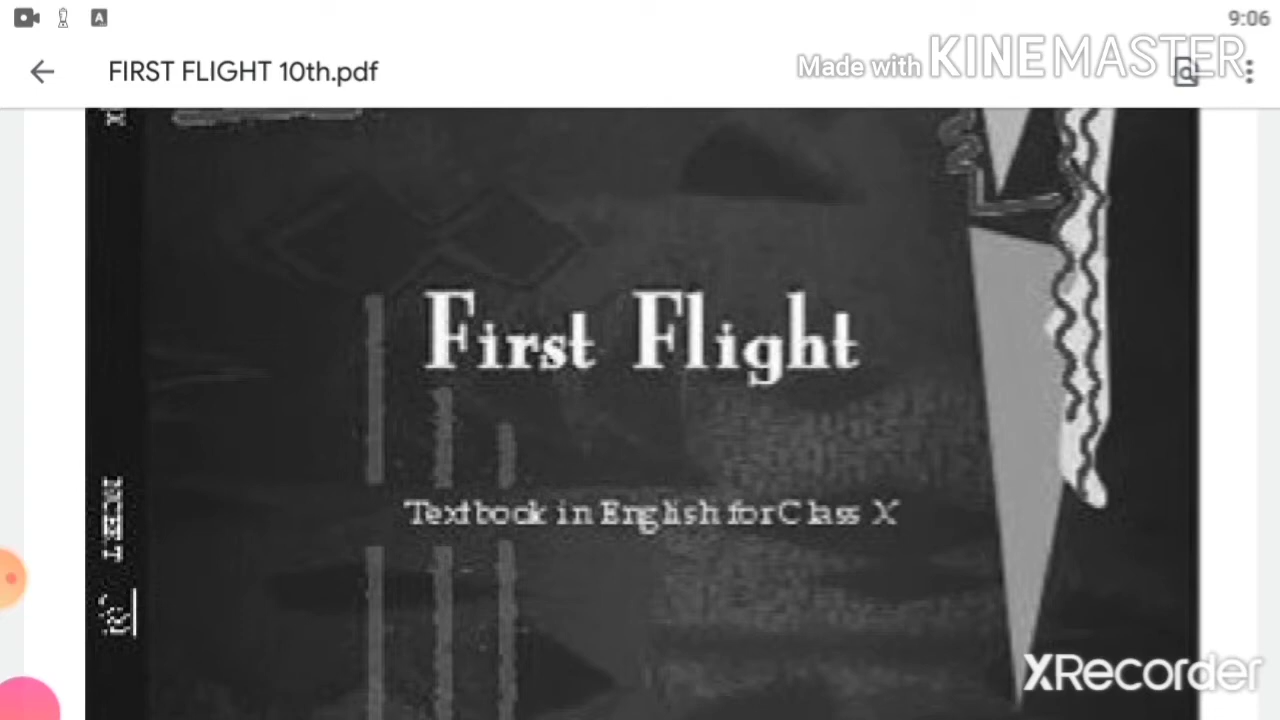 9:06
FIRST FLIGHT 10th.pdf
Made with KINEMASTER
First Flight
Textbook in English for Class X
XRecorder